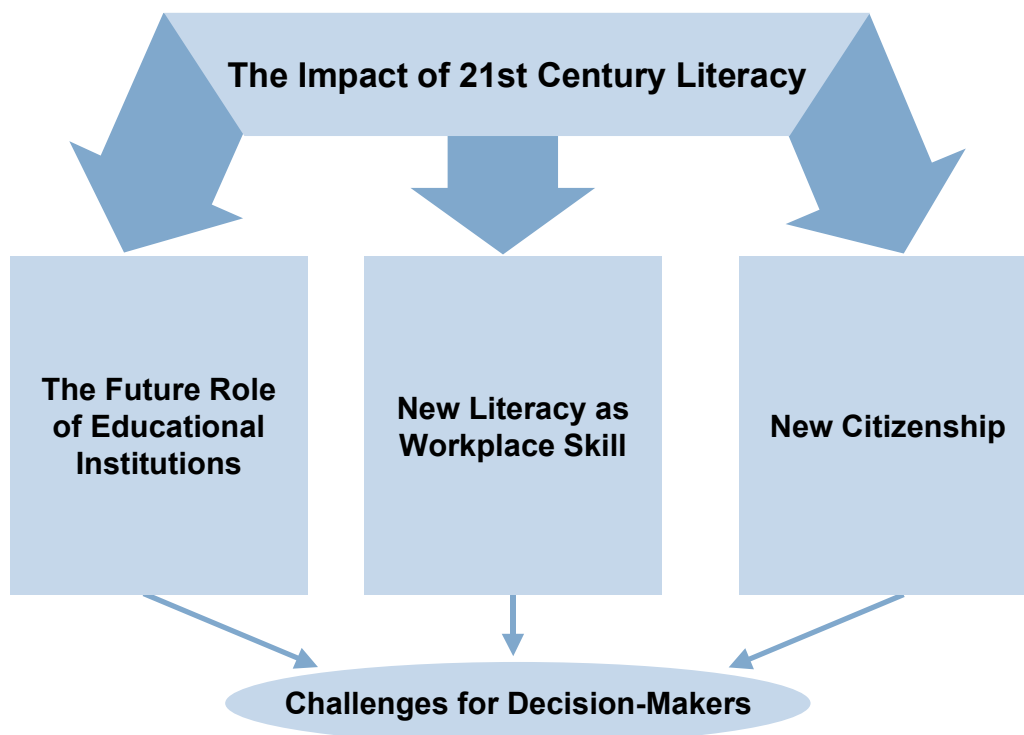 The Impact of 21st Century Literacy
The Future Role
of Educational
Institutions
New Literacy as
Workplace Skill
New Citizenship
Challenges for Decision-Makers